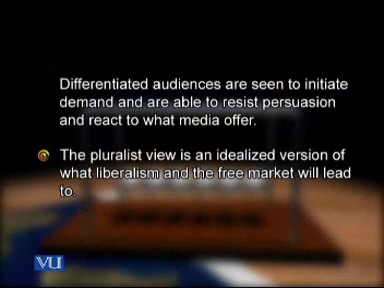 Differentiated audiences are seen to initiate
demand and are able to resist persuasion
and react to what media offer.
The pluralist view is an idealized version of
what liberalism and the free market will lead
to.
VU